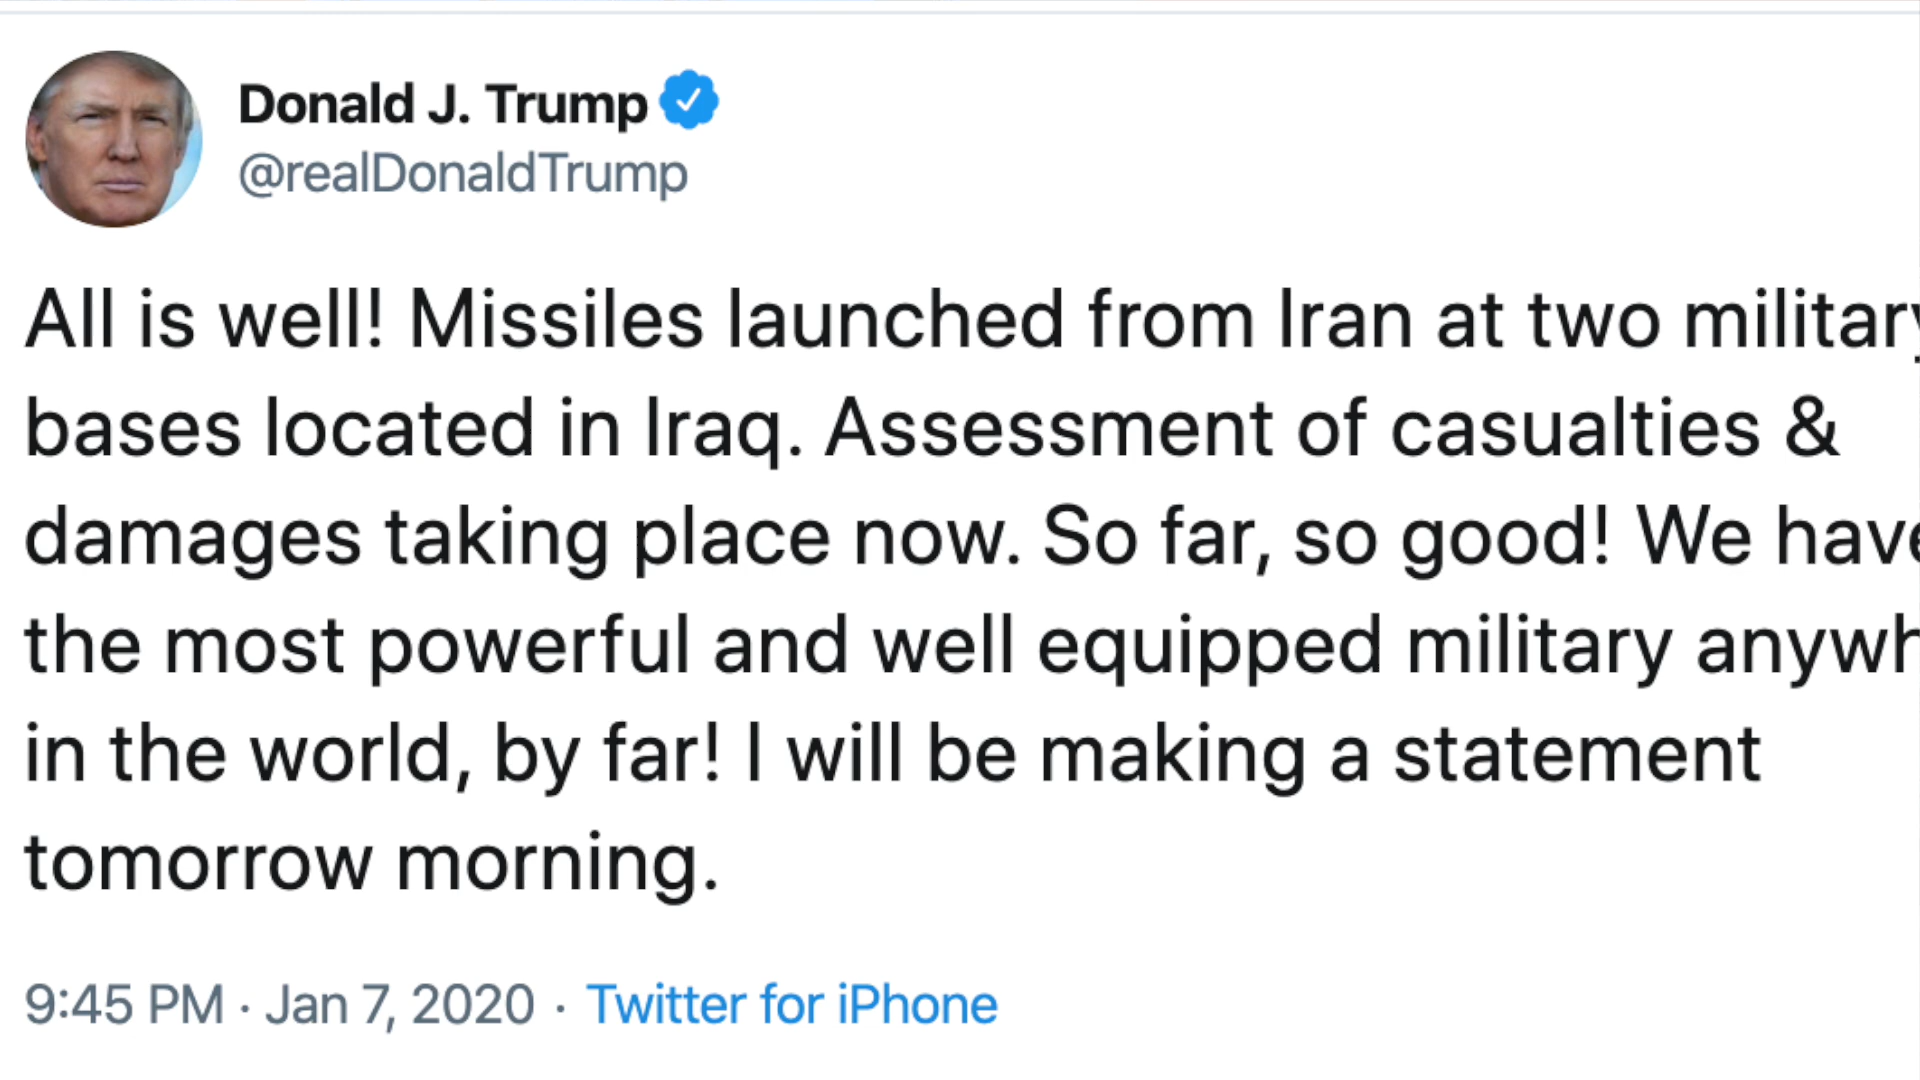 Donald J. Trump
@realDonaldTrump
All is well! Missiles launched from Iran at two military
bases located in Iraq. Assessment of casualties &
damages taking place now. So far, so good! We have
the most powerful and well equipped military anywh
in the world, by far! I will be making a statement
tomorrow morning.
9:45 PM · Jan 7, 2020 · Twitter for iPhone